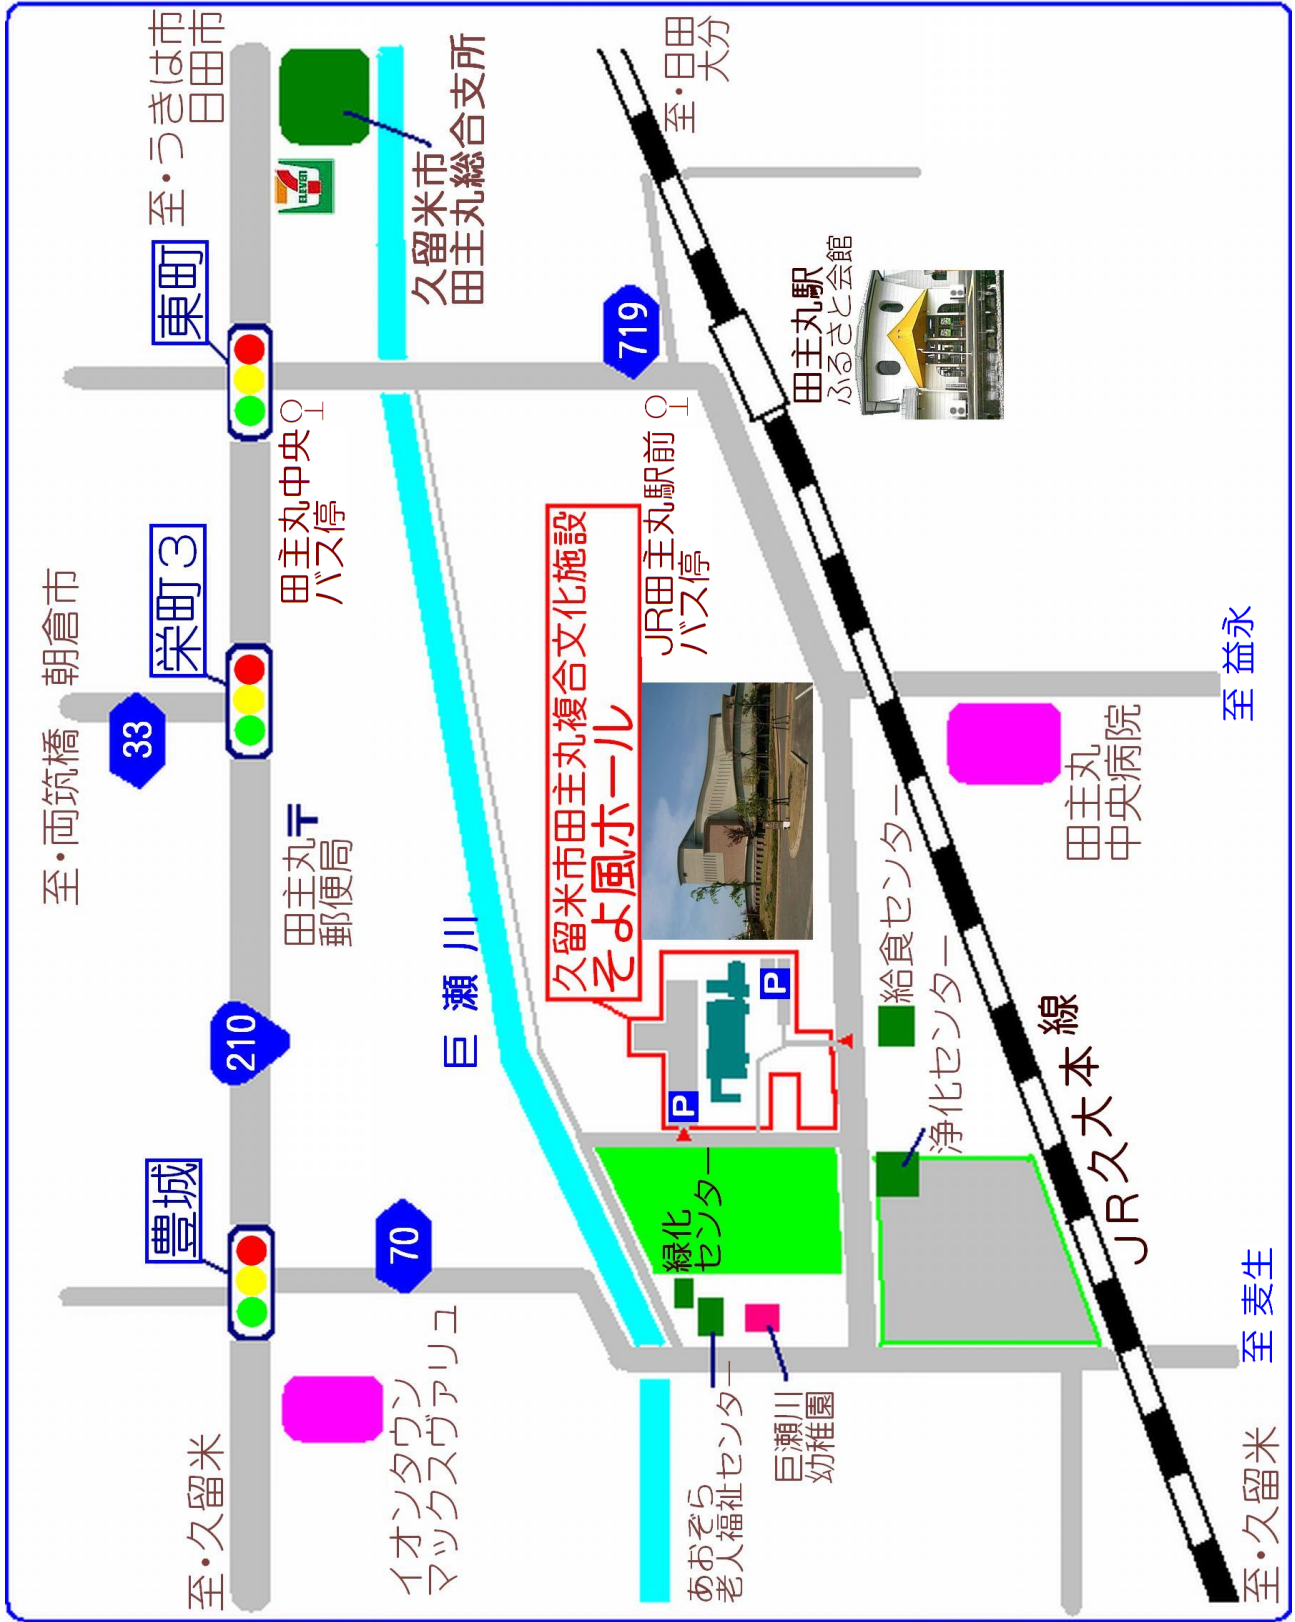 至・両筑橋 朝倉市
33
至・久留米
豊城
栄町３
東町
至・うきは市
日田市
210
イオンタウン
マックスヴァリュ
70
田主丸
郵便局
〒
田主丸中央
バス停
ELEVEN
久留米市
田主丸総合支所
巨瀬川
久留米市田主丸複合文化施設
そよ風ホール
719
JR田主丸駅前
バス停
至・日田
大分
P
P
緑化
センター
あおぞら
老人福祉センター
巨瀬川
幼稚園
給食センター
浄化センター
田主丸駅
ふるさと会館
JR久大本線
田主丸
中央病院
至・久留米
至 麦生
至 益永